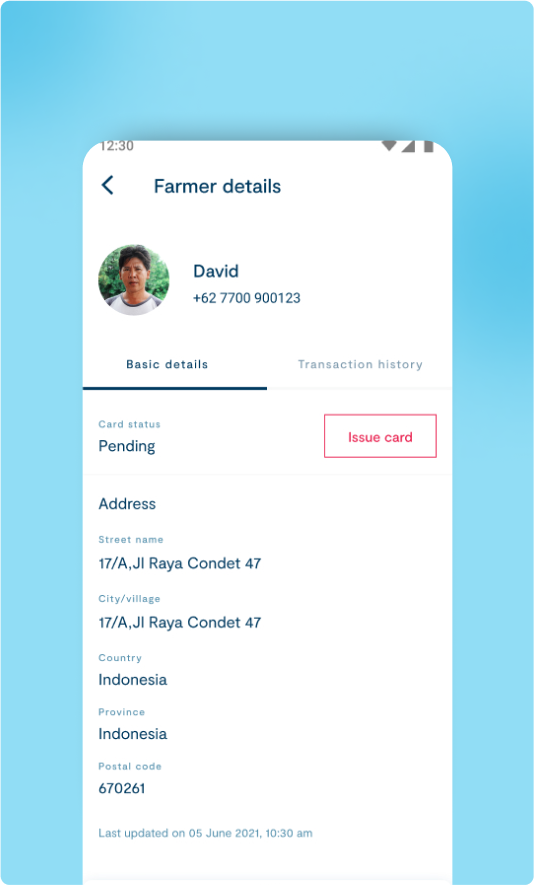 12:30
Farmer details
David
+62 7700 900123
Basic details
Transaction history
Card status
Pending
Issue card
Address
Street name
17/A,Jl Raya Condet 47
City/village
17/A,Jl Raya Condet 47
Country
Indonesia
Province
Indonesia
Postal code
670261
Last updated on 05 June 2021, 10:30 am